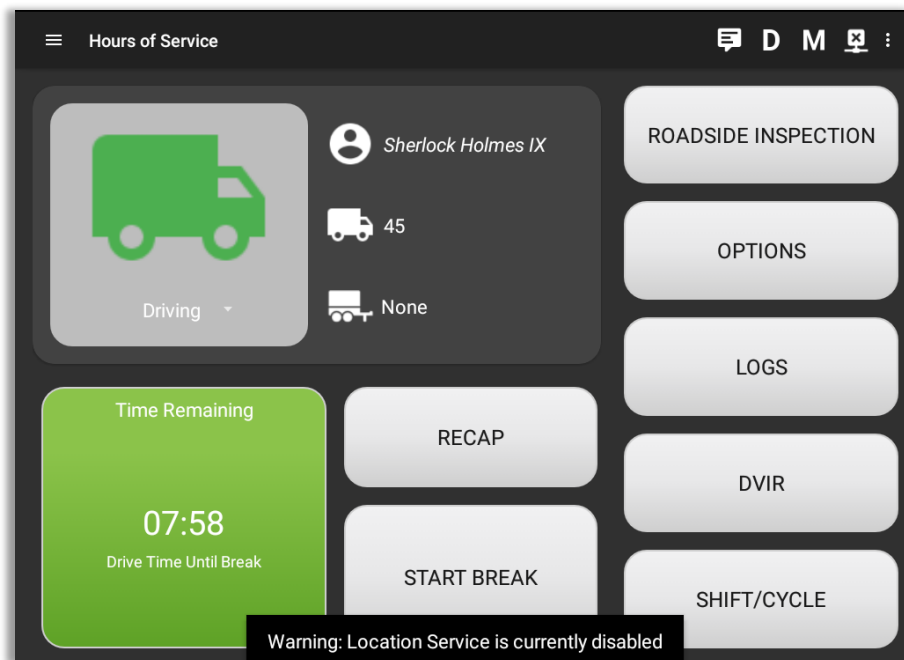 Hours of Service
D M
Sherlock Holmes IX
45
None
Driving
ROADSIDE INSPECTION
OPTIONS
LOGS
DVIR
SHIFT/CYCLE
Time Remaining
07:58
Drive Time Until Break
RECAP
START BREAK
Warning: Location Service is currently disabled